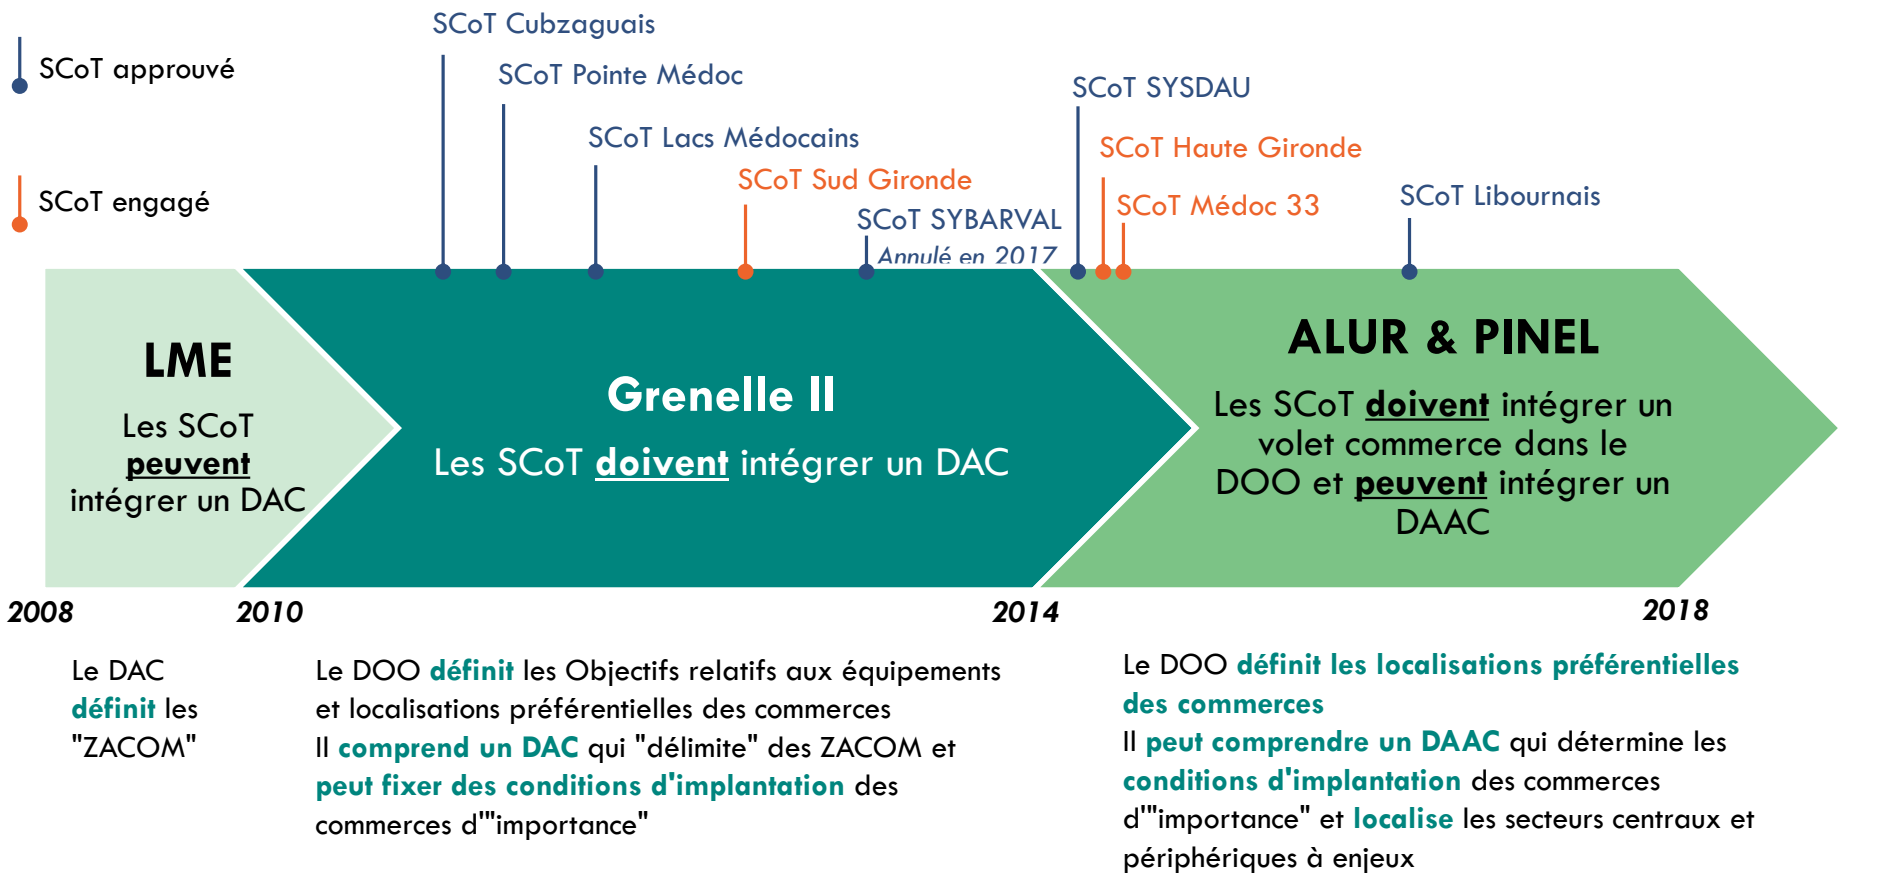 SCoT approuvé
SCoT engagé
SCoT Cubzaguais
SCoT Pointe Médoc
SCoT Lacs Médocains
SCoT Sud Gironde
SCoT SYBARVAL
Annulé en 2017
SCoT SYSDAU
SCoT Haute Gironde
SCoT Médoc 33
SCoT Libournais
LME
Les SCoT
peuvent
intégrer un DAC
Grenelle II
Les SCoT doivent intégrer un DAC
ALUR & PINEL
Les SCoT doivent intégrer un
volet commerce dans le
DOO et peuvent intégrer un
DAAC
2008
2010
2014
2018
Le DAC
définit les
"ZACOM"
Le DOO définit les Objectifs relatifs aux équipements
et localisations préférentielles des commerces
Il comprend un DAC qui "délimite" des ZACOM et
peut fixer des conditions d'implantation des
commerces d'"importance"
Le DOO définit les localisations préférentielles
des commerces
Il peut comprendre un DAAC qui détermine les
conditions d'implantation des commerces
d'"importance" et localise les secteurs centraux et
périphériques à enjeux